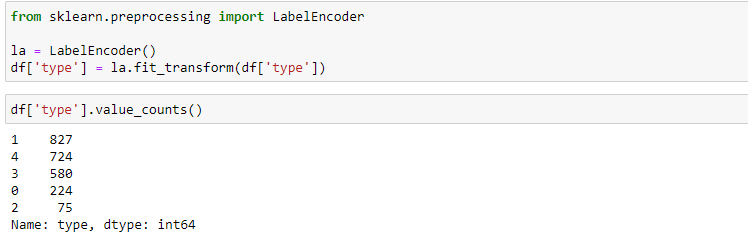 from sklearn.preprocessing import LabelEncoder
la = LabelEncoder()
df['type'] = la.fit_transform(df['type'])
df['type'].value_counts()
1    827
4    724
3    580
0    224
2     75
Name: type, dtype: int64